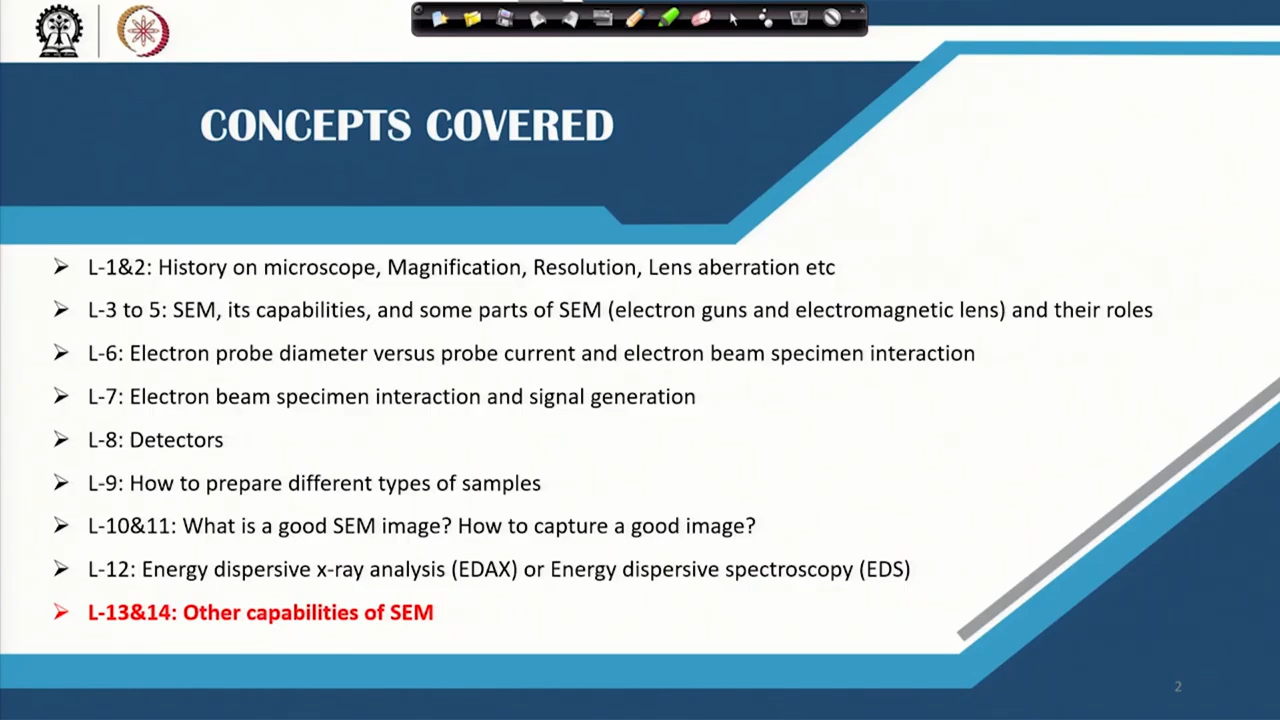 CONCEPTS COVERED
➢ L-1&2: History on microscope, Magnification, Resolution, Lens aberration etc
➢ L-3 to 5: SEM, its capabilities, and some parts of SEM (electron guns and electromagnetic lens) and their roles
➢ L-6: Electron probe diameter versus probe current and electron beam specimen interaction
➢ L-7: Electron beam specimen interaction and signal generation
➢ L-8: Detectors
➢ L-9: How to prepare different types of samples
➢ L-10&11: What is a good SEM image? How to capture a good image?
➢ L-12: Energy dispersive x-ray analysis (EDAX) or Energy dispersive spectroscopy (EDS)
➢ L-13&14: Other capabilities of SEM
2